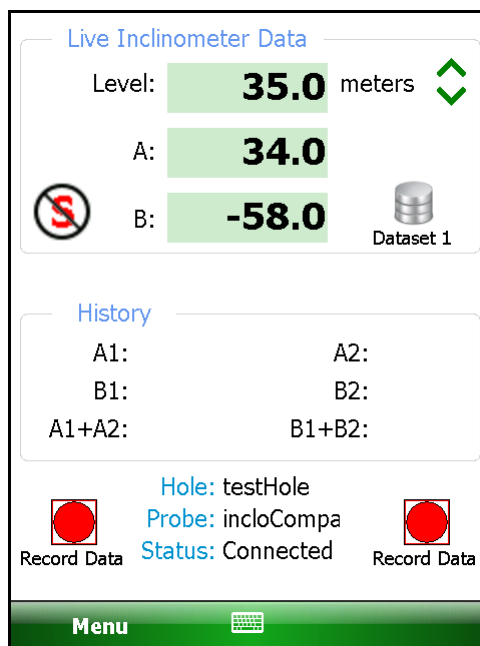 Live Inclinometer Data
Level: 35.0 meters
A: 34.0
S B: -58.0
Dataset 1
History
A1: A2:
B1: B2:
A1+A2: B1+B2:
Hole: testHole
Probe: incloCompa
Status: Connected
Record Data Record Data
Menu